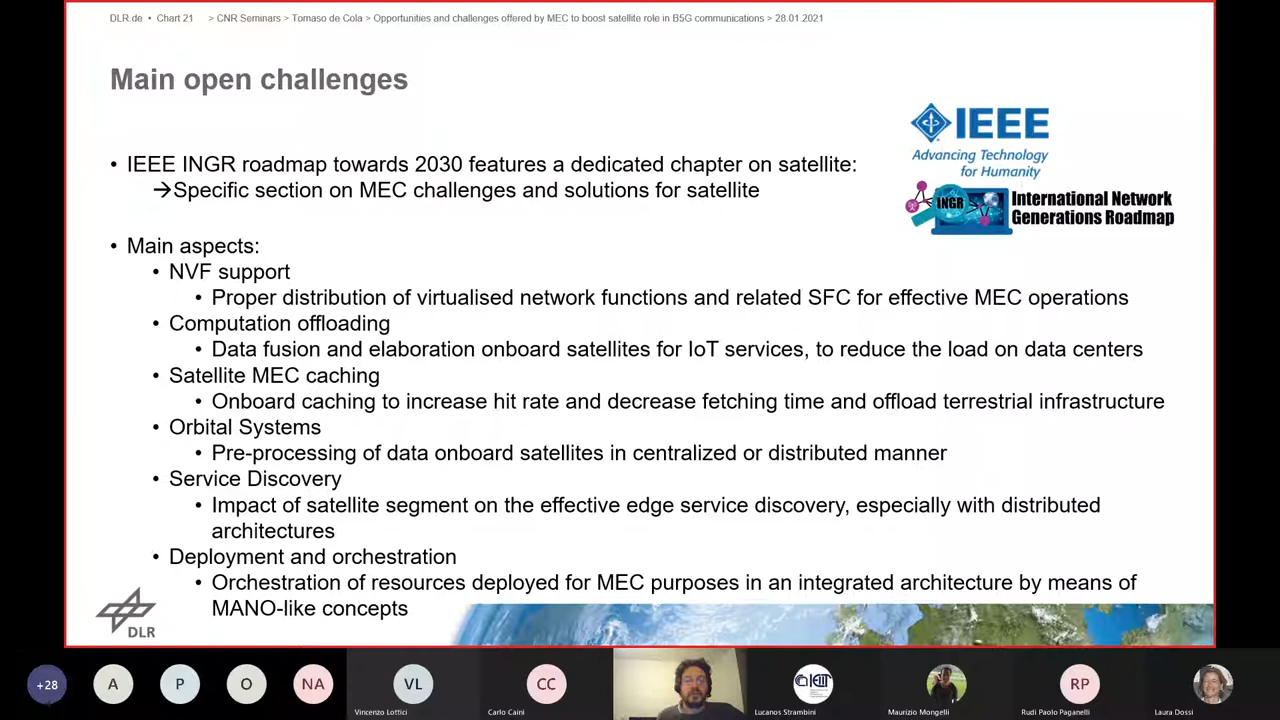 DLR.de • Chart 21 > CNR Seminars > Tomaso de Cola > Opportunities and challenges offered by MEC to boost satellite role in B5G communications > 28.01.2021
Main open challenges
IEEE
Advancing Technology
for Humanity
INGR
International Network
Generations Roadmap
• IEEE INGR roadmap towards 2030 features a dedicated chapter on satellite:
→Specific section on MEC challenges and solutions for satellite
• Main aspects:
• NVF support
• Proper distribution of virtualised network functions and related SFC for effective MEC operations
• Computation offloading
• Data fusion and elaboration onboard satellites for IoT services, to reduce the load on data centers
• Satellite MEC caching
• Onboard caching to increase hit rate and decrease fetching time and offload terrestrial infrastructure
• Orbital Systems
• Pre-processing of data onboard satellites in centralized or distributed manner
• Service Discovery
• Impact of satellite segment on the effective edge service discovery, especially with distributed
architectures
• Deployment and orchestration
• Orchestration of resources deployed for MEC purposes in an integrated architecture by means of
MANO-like concepts
DLR
+28
A
P
O
NA
VL
Vincenzo Lottici
CC
Carlo Caini
IEIIT
Lucanos Strambini
Maurizio Mongelli
RP
Rudi Paolo Paganelli
Laura Dossi